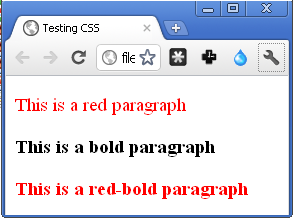 Testing CSS
file
This is a red paragraph
This is a bold paragraph
This is a red-bold paragraph